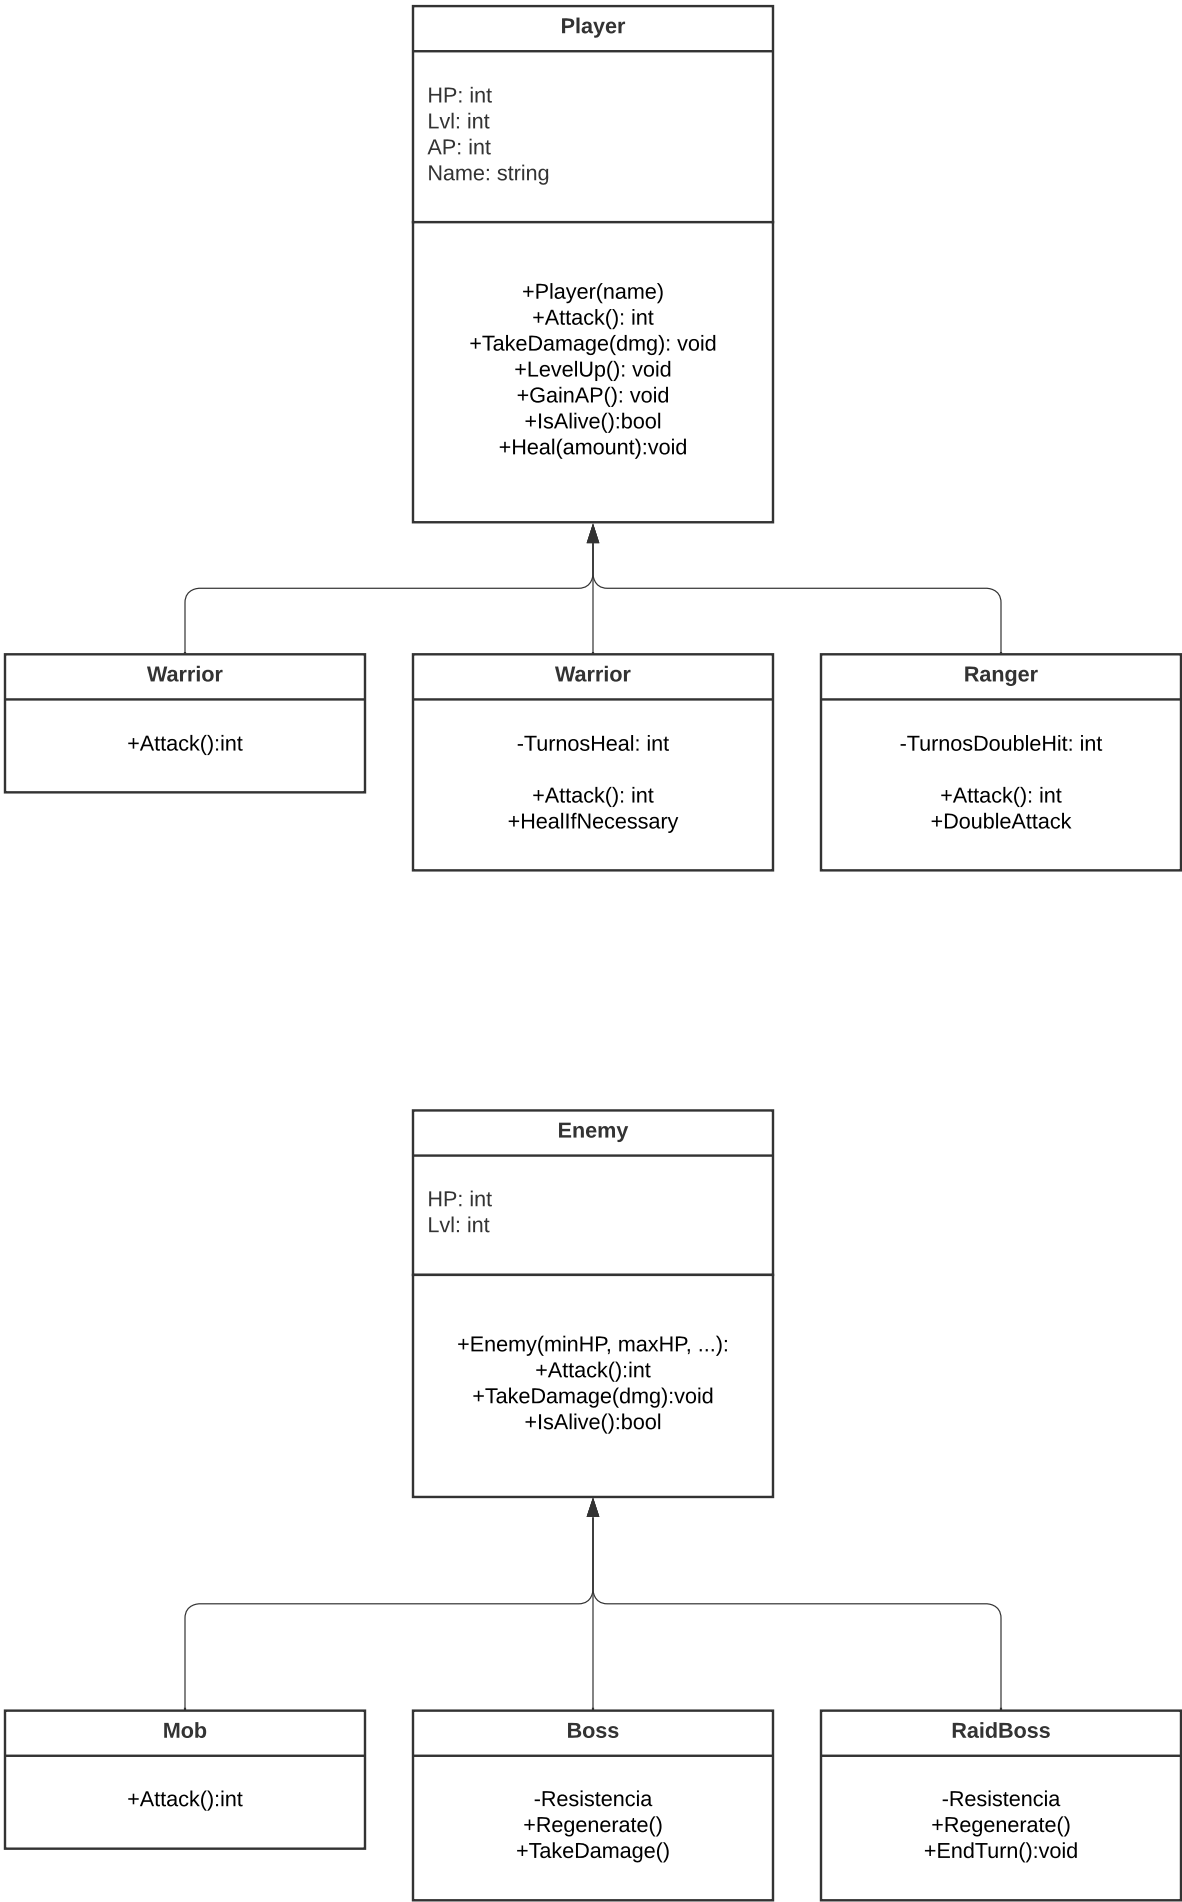 Player
HP: int
Lvl: int
AP: int
Name: string
+Player(name)
+Attack(): int
+TakeDamage(dmg): void
+LevelUp(): void
+GainAP(): void
+IsAlive():bool
+Heal(amount):void
Warrior
+Attack():int
Warrior
-TurnosHeal: int
+Attack(): int
+HealIfNecessary
Ranger
-TurnosDoubleHit: int
+Attack(): int
+DoubleAttack
Enemy
HP: int
Lvl: int
+Enemy(minHP, maxHP, ...):
+Attack():int
+TakeDamage(dmg):void
+IsAlive():bool
Mob
+Attack():int
Boss
-Resistencia
+Regenerate()
+TakeDamage()
RaidBoss
-Resistencia
+Regenerate()
+EndTurn():void